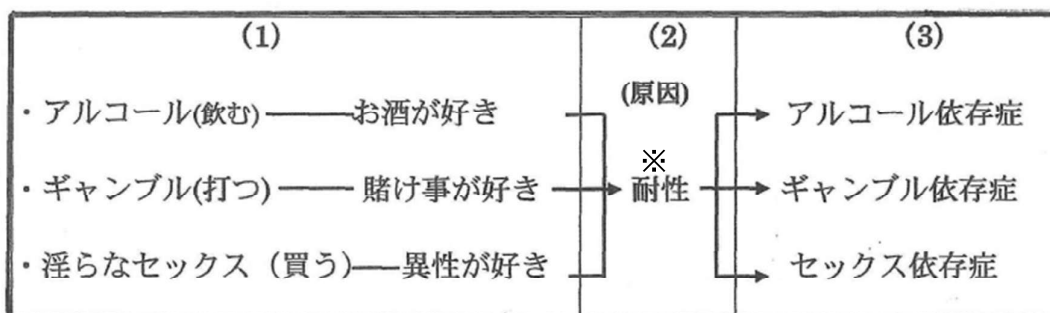 (1) (2) (3)
(原因)
・アルコール(飲む)――お酒が好き アルコール依存症
※
・ギャンブル(打つ)――賭け事が好き 耐性 ギャンブル依存症
・淫らなセックス（買う）―異性が好き セックス依存症